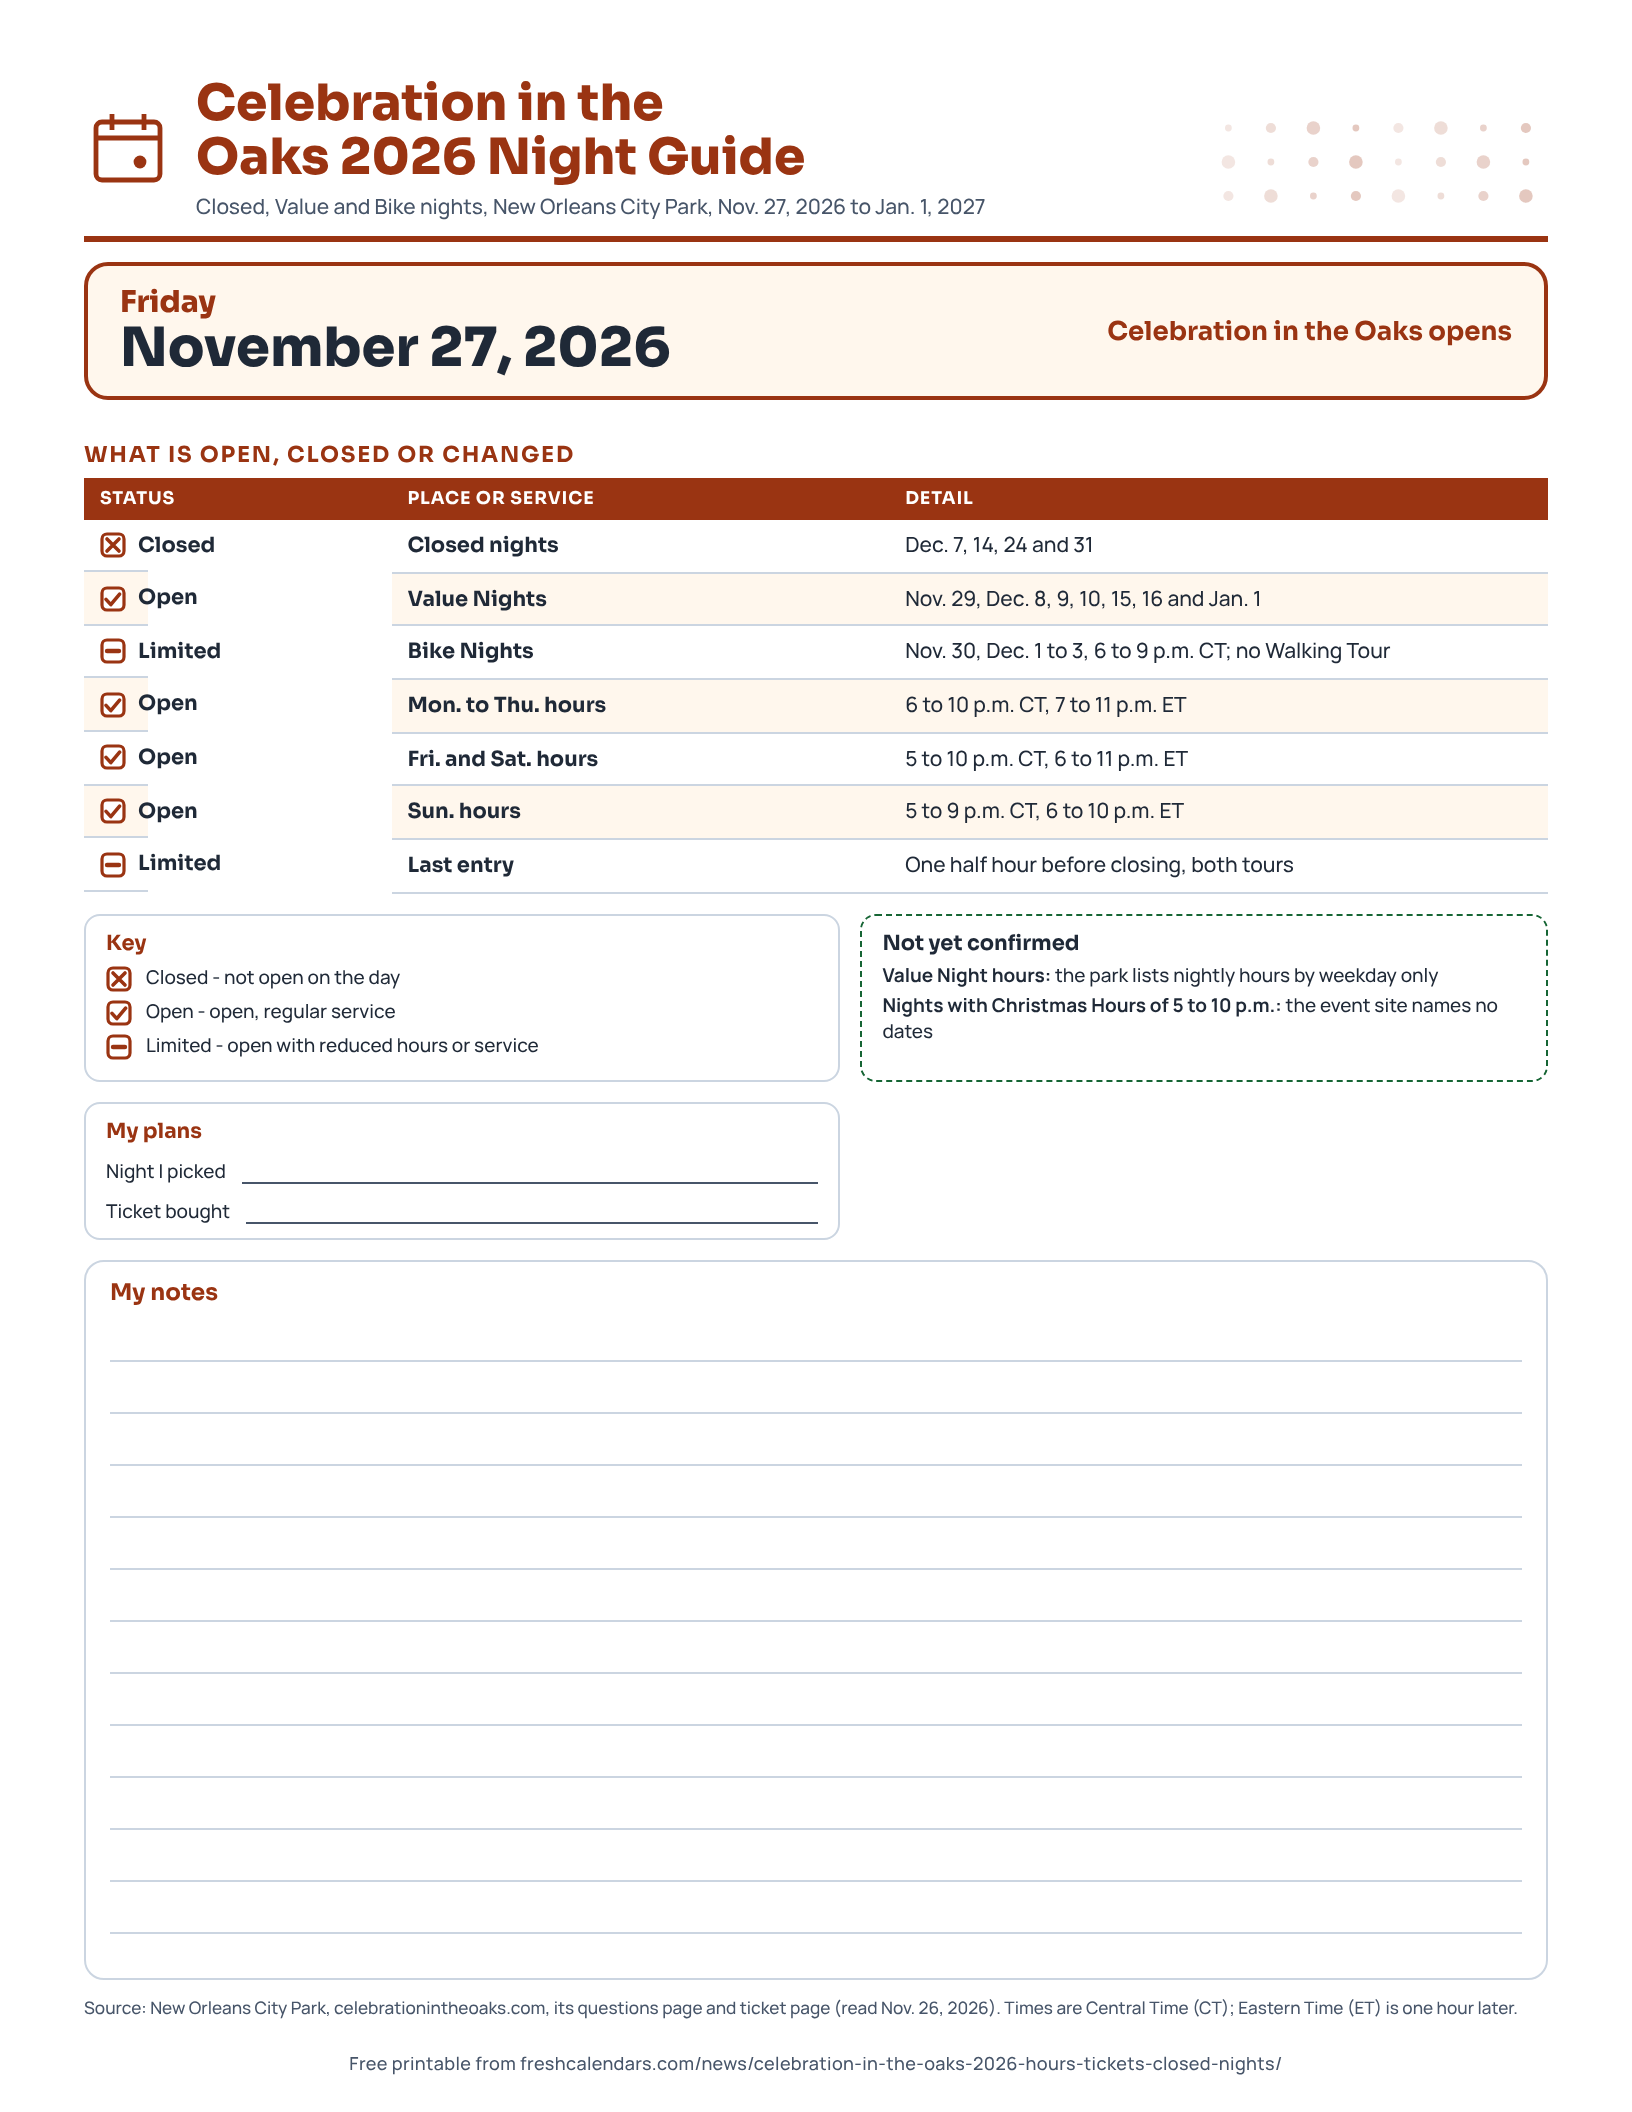 Celebration in the
Oaks 2026 Night Guide
Closed, Value and Bike nights, New Orleans City Park, Nov. 27, 2026 to Jan. 1, 2027
Friday
November 27, 2026
Celebration in the Oaks opens
WHAT IS OPEN, CLOSED OR CHANGED
STATUS PLACE OR SERVICE DETAIL
Closed Closed nights Dec. 7, 14, 24 and 31
Open Value Nights Nov. 29, Dec. 8, 9, 10, 15, 16 and Jan. 1
Limited Bike Nights Nov. 30, Dec. 1 to 3, 6 to 9 p.m. CT; no Walking Tour
Open Mon. to Thu. hours 6 to 10 p.m. CT, 7 to 11 p.m. ET
Open Fri. and Sat. hours 5 to 10 p.m. CT, 6 to 11 p.m. ET
Open Sun. hours 5 to 9 p.m. CT, 6 to 10 p.m. ET
Limited Last entry One half hour before closing, both tours
Key
Closed - not open on the day
Open - open, regular service
Limited - open with reduced hours or service
Not yet confirmed
Value Night hours: the park lists nightly hours by weekday only
Nights with Christmas Hours of 5 to 10 p.m.: the event site names no
dates
My plans
Night I picked
Ticket bought
My notes
Source: New Orleans City Park, celebrationintheoaks.com, its questions page and ticket page (read Nov. 26, 2026). Times are Central Time (CT); Eastern Time (ET) is one hour later.
Free printable from freshcalendars.com/news/celebration-in-the-oaks-2026-hours-tickets-closed-nights/